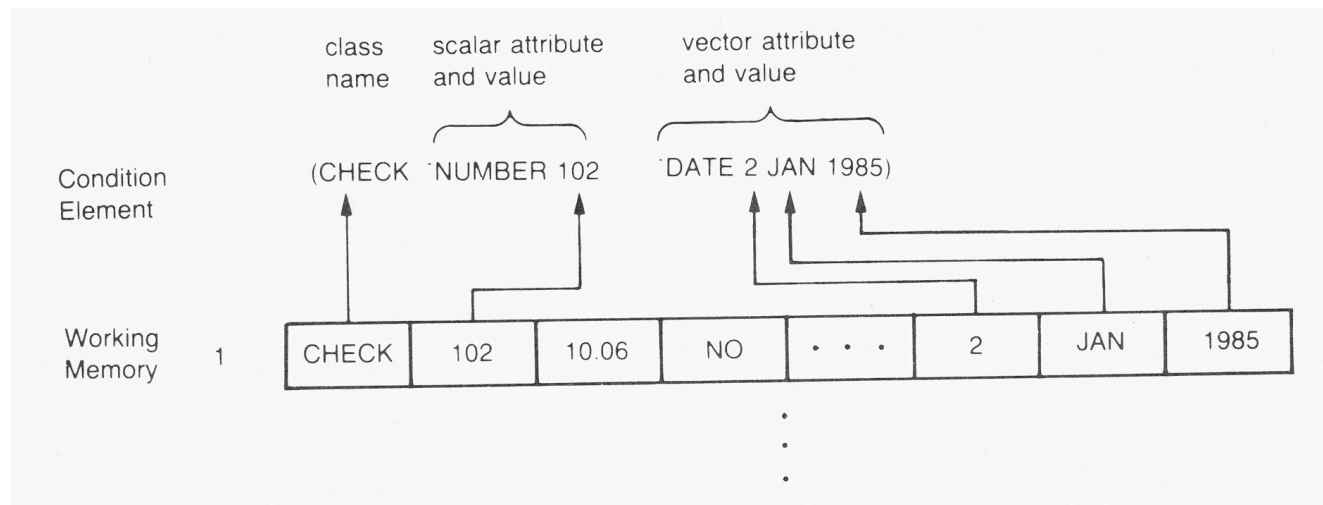 class scalar attribute vector attribute
name and value and value
Condition (CHECK ^NUMBER 102 ^DATE 2 JAN 1985)
Element
Working
Memory 1 CHECK 102 10.06 NO . . . 2 JAN 1985